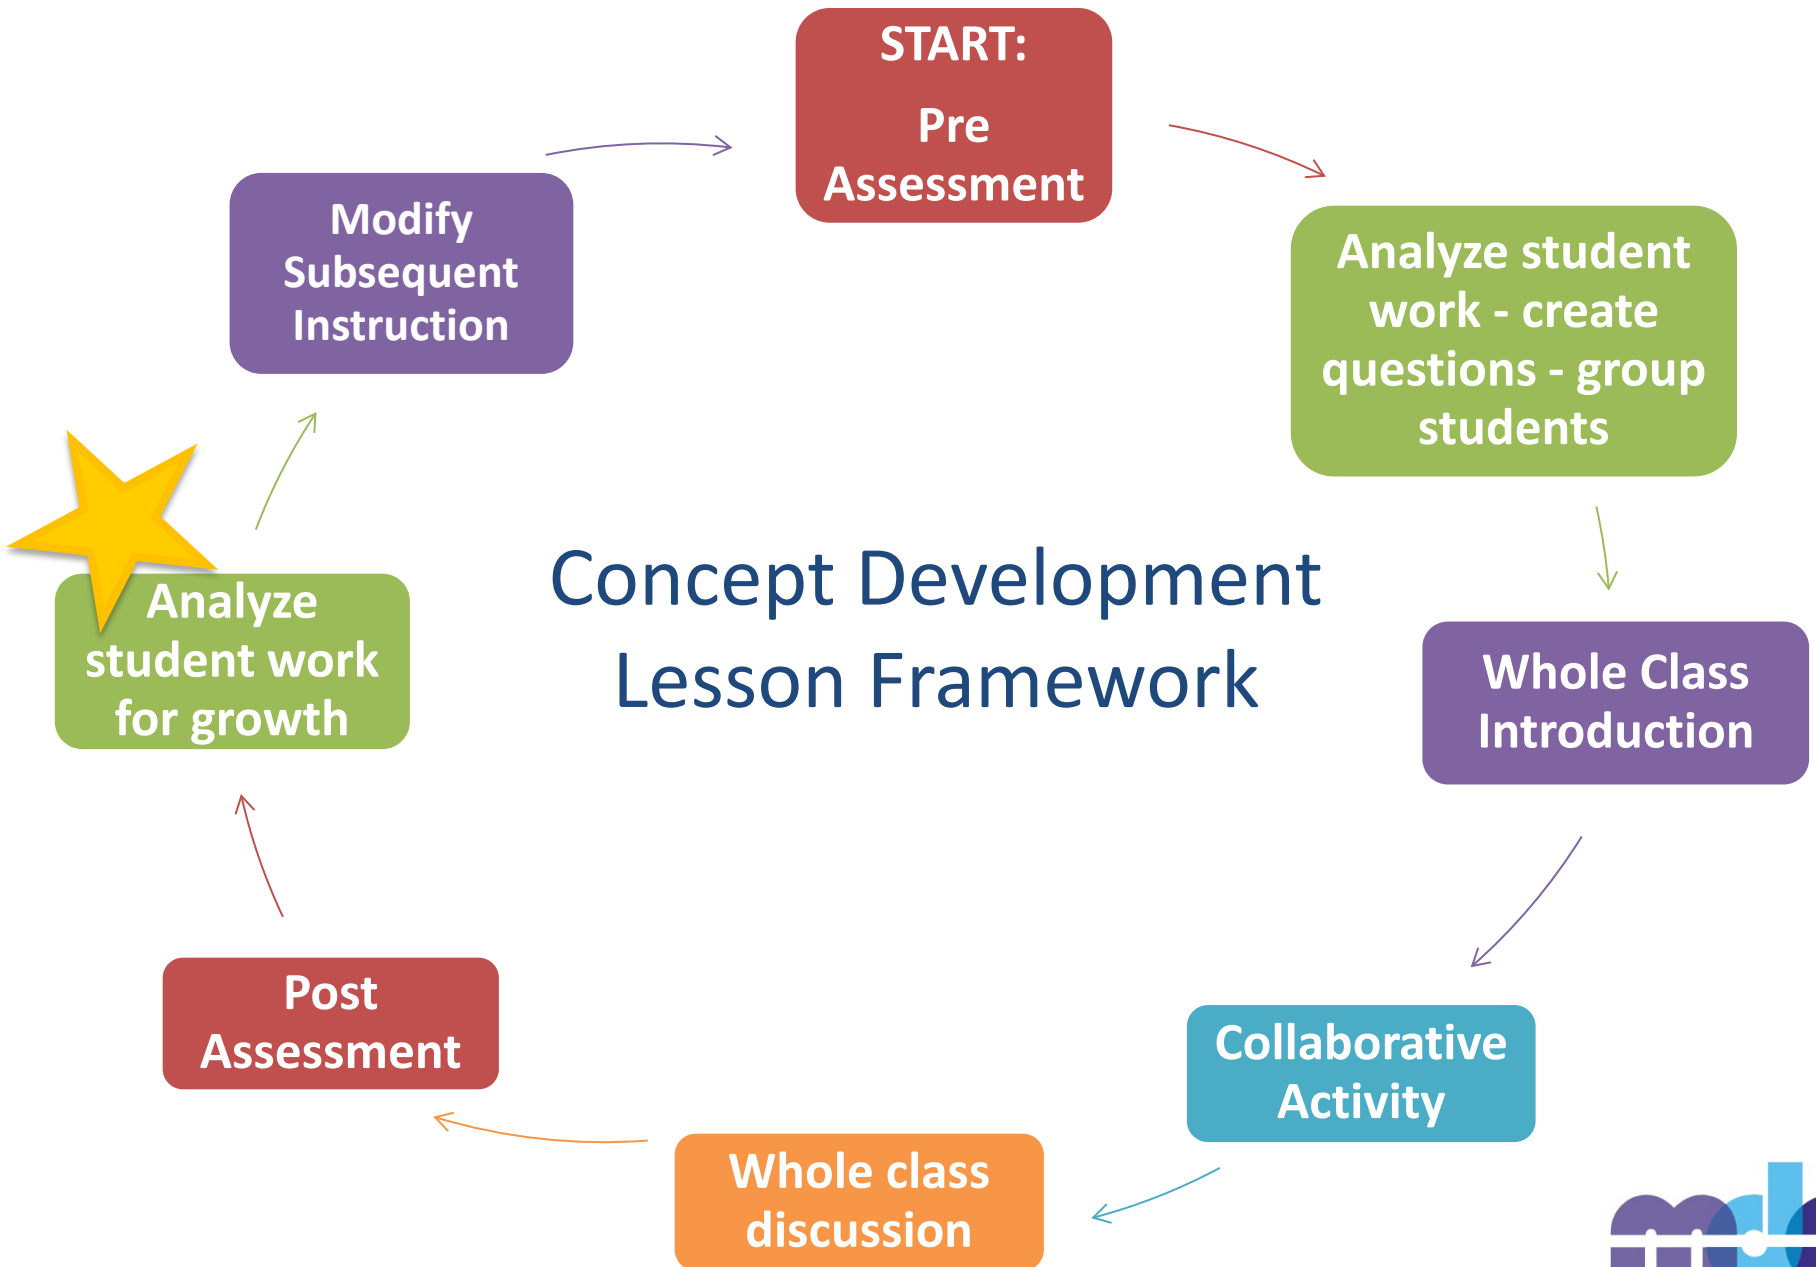 START:
Pre
Assessment
Analyze student
work - create
questions - group
students
Whole Class
Introduction
Collaborative
Activity
Whole class
discussion
Post
Assessment
Analyze
student work
for growth
Modify
Subsequent
Instruction
Concept Development
Lesson Framework